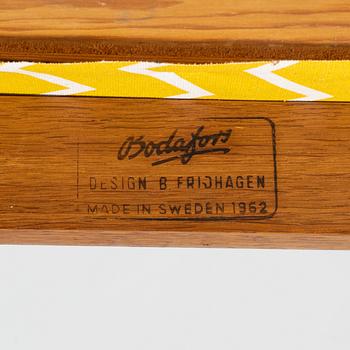 Bodafors
DESIGN B FRIDHAGEN
MADE IN SWEDEN 1962